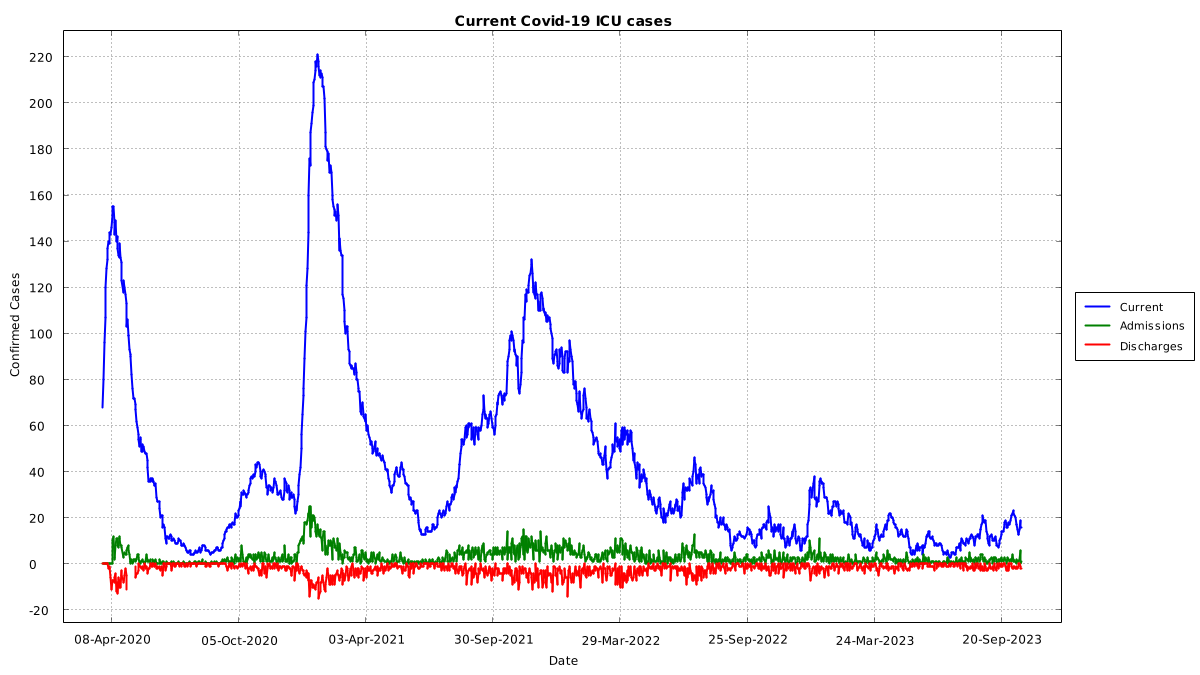 Current Covid-19 ICU cases
220
200
180
160
140
120
100
80
60
40
20
0
-20
Confirmed Cases
08-Apr-2020 05-Oct-2020 03-Apr-2021 30-Sep-2021 29-Mar-2022 25-Sep-2022 24-Mar-2023 20-Sep-2023
Date
Current
Admissions
Discharges